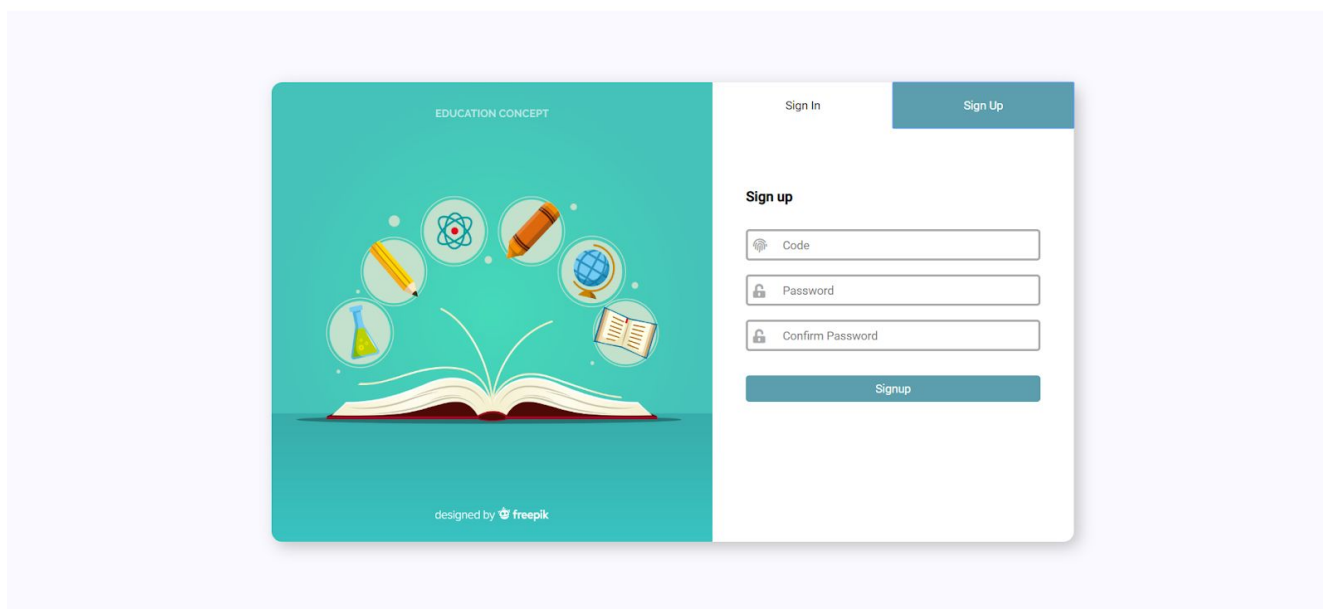 EDUCATION CONCEPT
designed by freepik
Sign In
Sign Up
Sign up
Code
Password
Confirm Password
Signup